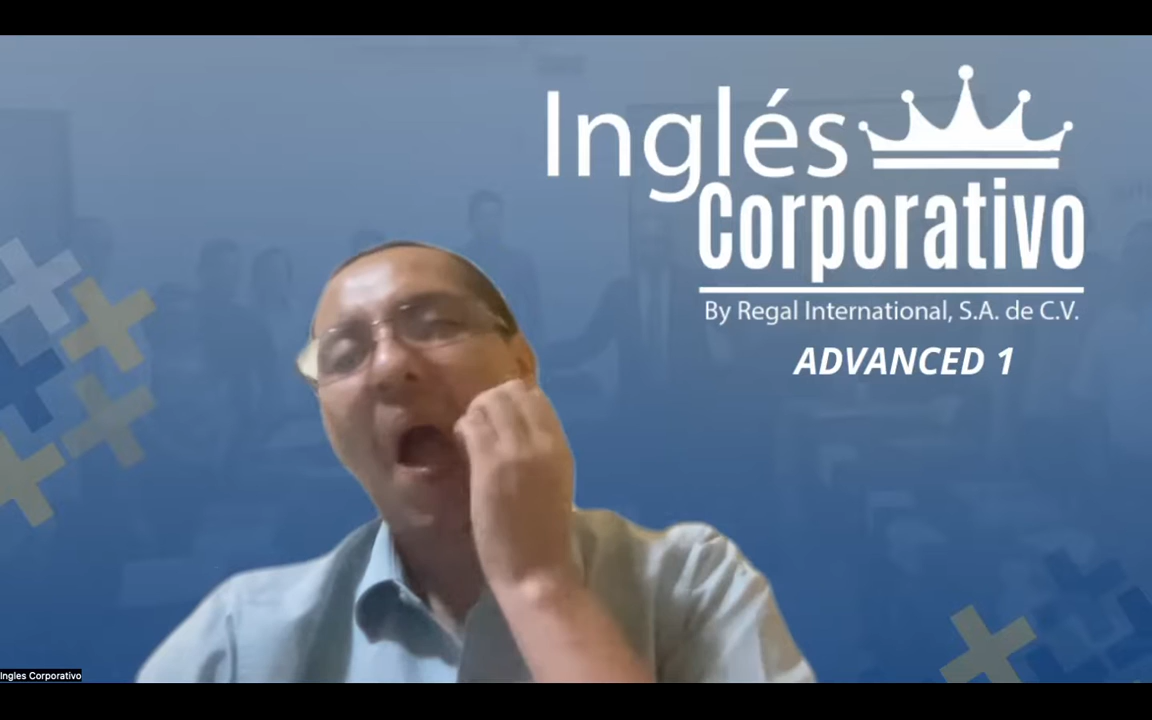 Inglés
Corporativo
By Regal International, S.A. de C.V.
ADVANCED 1
Ingles Corporativo